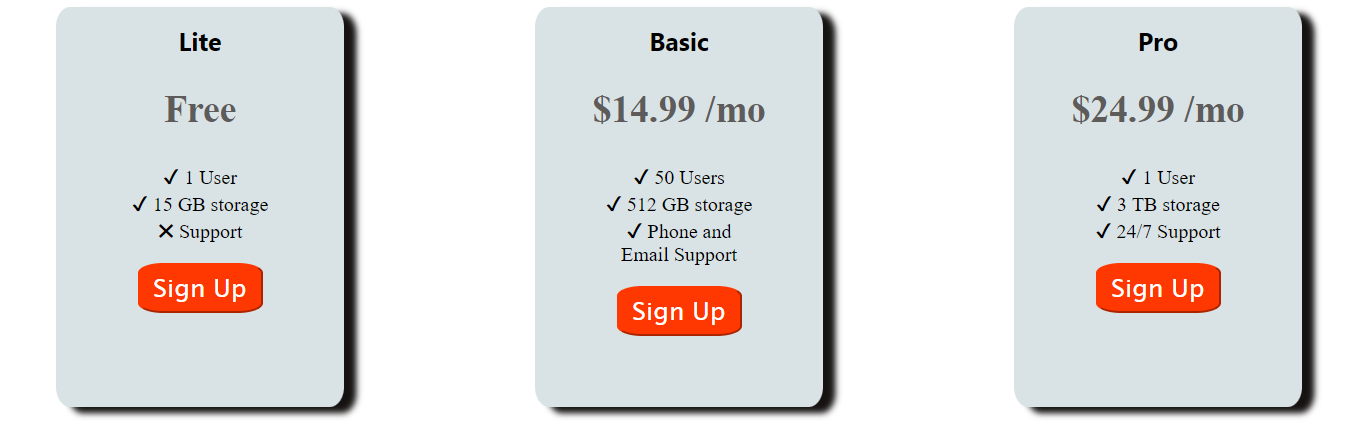 Lite
Free
✓ 1 User
✓ 15 GB storage
✕ Support
Sign Up
Basic
$14.99 /mo
✓ 50 Users
✓ 512 GB storage
✓ Phone and
Email Support
Sign Up
Pro
$24.99 /mo
✓ 1 User
✓ 3 TB storage
✓ 24/7 Support
Sign Up